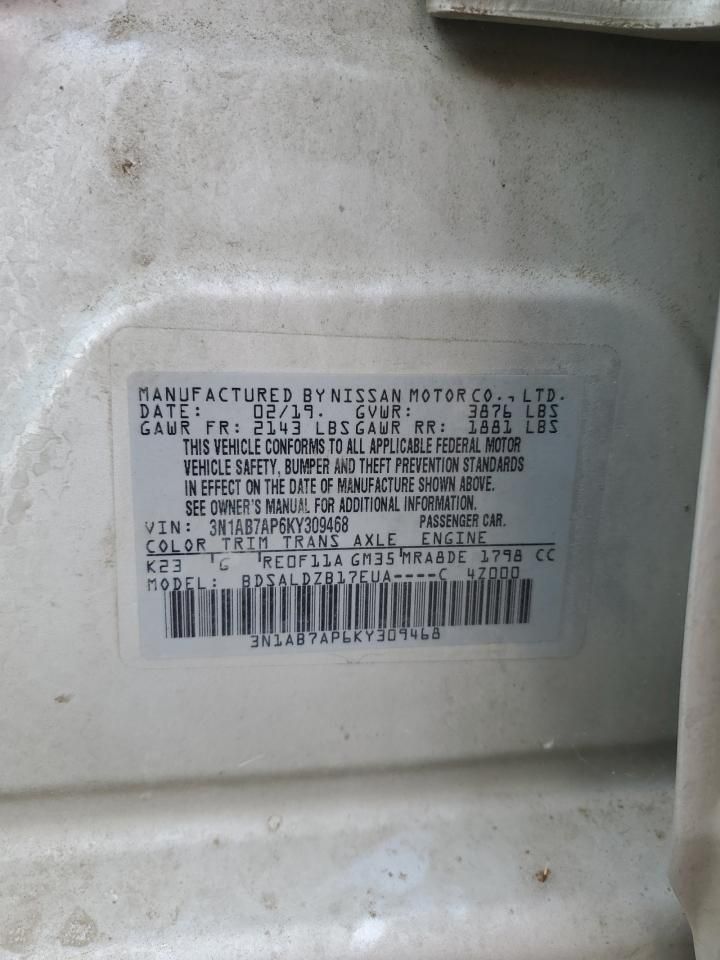 MANUFACTURED BY NISSAN MOTOR CO., LTD.
DATE: 02/19. GVWR: 3876 LBS
GAWR FR: 2143 LBS GAWR RR: 1881 LBS
THIS VEHICLE CONFORMS TO ALL APPLICABLE FEDERAL MOTOR
VEHICLE SAFETY, BUMPER AND THEFT PREVENTION STANDARDS
IN EFFECT ON THE DATE OF MANUFACTURE SHOWN ABOVE.
SEE OWNER'S MANUAL FOR ADDITIONAL INFORMATION.
VIN: 3N1AB7AP6KY309468 PASSENGER CAR.
COLOR TRIM TRANS AXLE ENGINE
K23 G RE0F11A GM35 MRA8DE 1798 CC
MODEL: BDSALDZB17EUA----C 4Z000
3N1AB7AP6KY309468